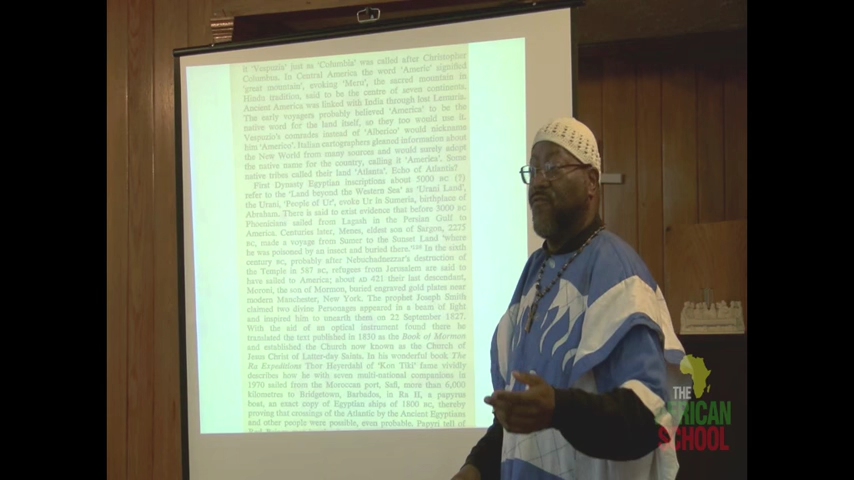 it 'Vespuzia' just as 'Columbia' was called after Christopher
Columbus. In Central America the word 'Americ' signified
'great mountain', evoking 'Meru', the sacred mountain in
Hindu tradition, said to be the centre of seven continents.
Ancient America was linked with India through lost Lemuria.
The early voyagers probably believed 'America' to be the
native word for the land itself, so they too would use it.
Vespuzio's comrades instead of 'Alberico' would nickname
him 'Americo'. Italian cartographers gleaned information about
the New World from many sources and would surely adopt
the native name for the country, calling it 'America'. Some
native tribes called their land 'Atlanta'. Echo of Atlantis?
First Dynasty Egyptian inscriptions about 5000 BC (?)
refer to the 'Land beyond the Western Sea' as 'Urani Land',
the Urani, 'People of Ur', evoke Ur in Sumeria, birthplace of
Abraham. There is said to exist evidence that before 3000 BC
Phoenicians sailed from Lagash in the Persian Gulf to
America. Centuries later, Menes, eldest son of Sargon, 2275
BC, made a voyage from Sumer to the Sunset Land 'where
he was poisoned by an insect and buried there.' In the sixth
century BC, probably after Nebuchadnezzar's destruction of
the Temple in 587 BC, refugees from Jerusalem are said to
have sailed to America; about AD 421 their last descendant,
Moroni, the son of Mormon, buried engraved gold plates near
modern Manchester, New York. The prophet Joseph Smith
claimed two divine Personages appeared in a beam of light
and inspired him to unearth them on 22 September 1827.
With the aid of an optical instrument found there he
translated the text published in 1830 as the Book of Mormon
and established the Church now known as the Church of
Jesus Christ of Latter-day Saints. In his wonderful book The
Ra Expeditions Thor Heyerdahl of 'Kon Tiki' fame vividly
describes how he with seven multi-national companions in
1970 sailed from the Moroccan port, Safi, more than 6,000
kilometres to Bridgetown, Barbados, in Ra II, a papyrus
boat, an exact copy of Egyptian ships of 1800 BC, thereby
proving that crossings of the Atlantic by the Ancient Egyptians
and other people were possible, even probable. Papyri tell of
THE
AFRICAN
SCHOOL